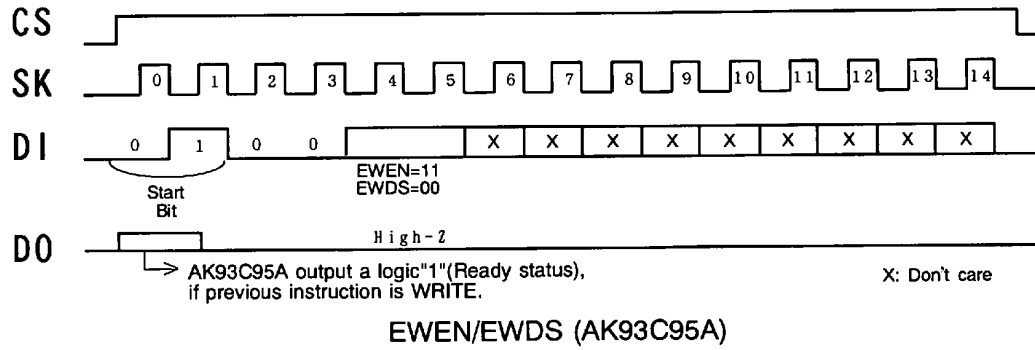 CS
SK 0 1 2 3 4 5 6 7 8 9 10 11 12 13 14
DI 0 1 0 0 X X X X X X X X X
EWEN=11
EWDS=00
Start
Bit
DO High-Z
AK93C95A output a logic"1"(Ready status),
if previous instruction is WRITE.
X: Don't care
EWEN/EWDS (AK93C95A)